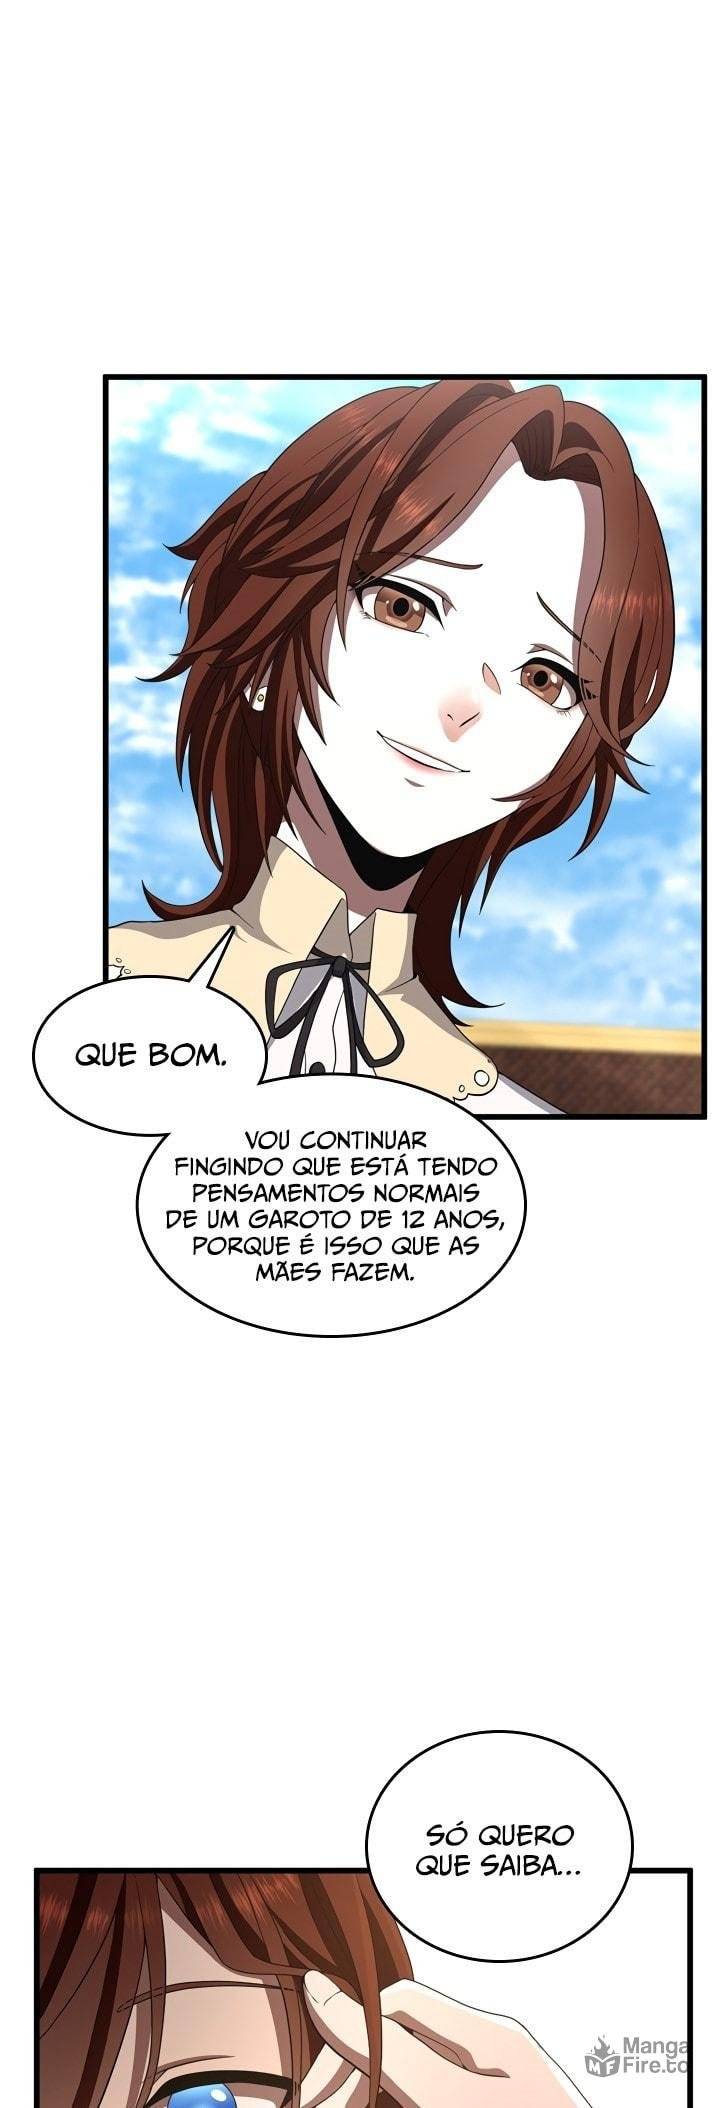 QUE BOM.
VOU CONTINUAR
FINGINDO QUE ESTÁ TENDO
PENSAMENTOS NORMAIS
DE UM GAROTO DE 12 ANOS,
PORQUE É ISSO QUE AS
MÃES FAZEM.
SÓ QUERO
QUE SAIBA...
Manga
MF Fire.to